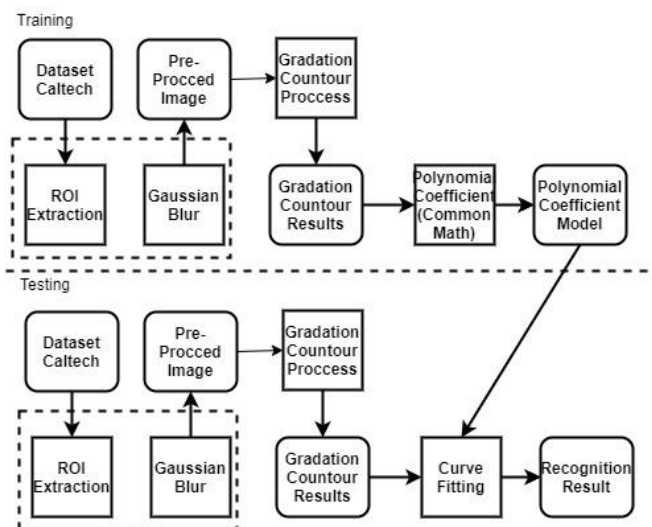 Training
Dataset
Caltech
Pre-
Procced
Image
Gradation
Countour
Proccess
ROI
Extraction
Gaussian
Blur
Gradation
Countour
Results
Polynomial
Coefficient
(Common
Math)
Polynomial
Coefficient
Model
Testing
Dataset
Caltech
Pre-
Procced
Image
Gradation
Countour
Proccess
ROI
Extraction
Gaussian
Blur
Gradation
Countour
Results
Curve
Fitting
Recognition
Result